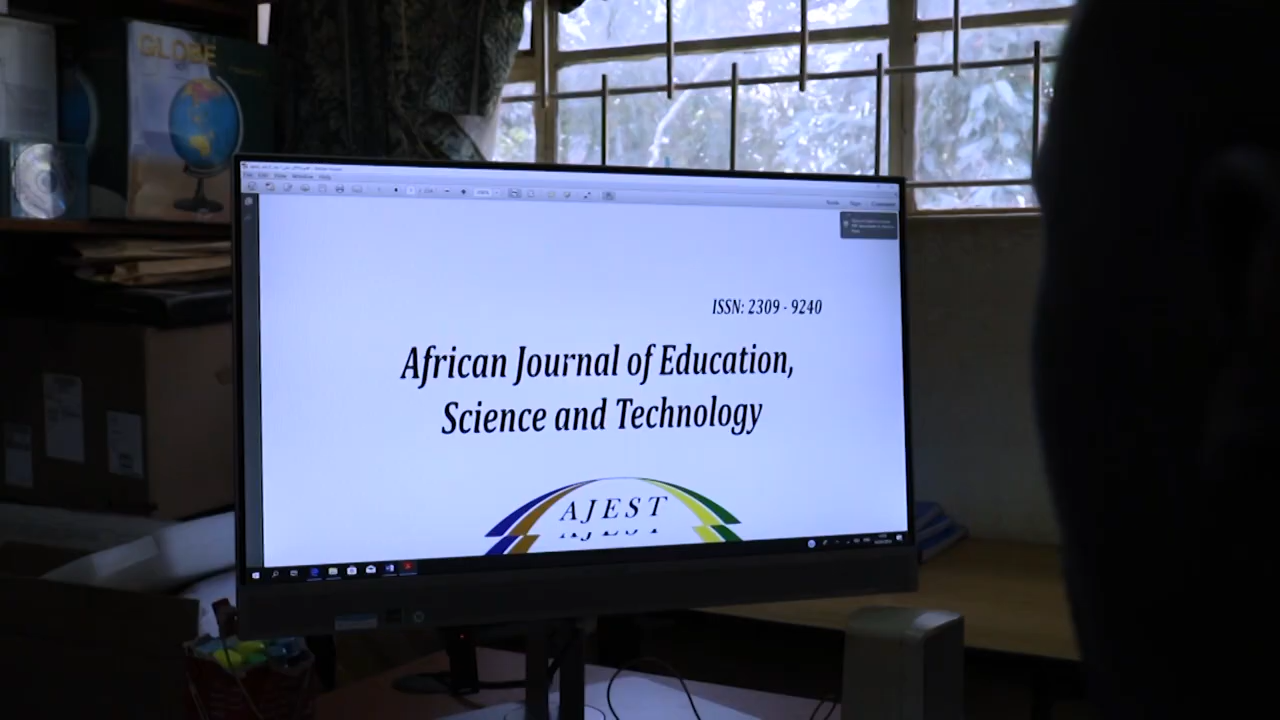 GLOBE
ISSN: 2309 - 9240
African Journal of Education,
Science and Technology
AJEST